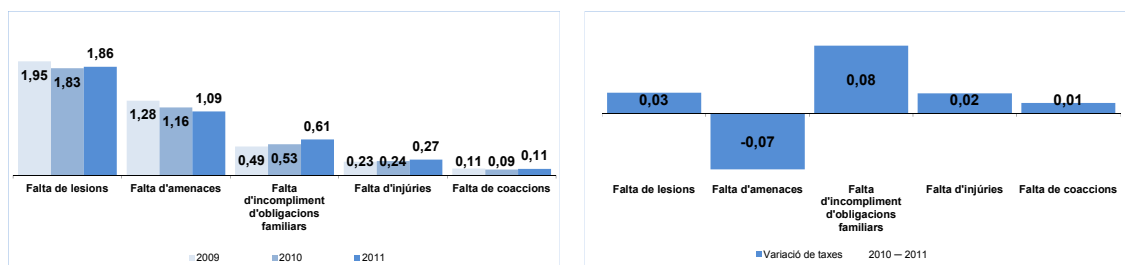 1,95
1,83
1,86
1,28
1,16
1,09
0,49
0,53
0,61
0,23
0,24
0,27
0,11
0,09
0,11
Falta de lesions
Falta d'amenaces
Falta
d'incompliment
d'obligacions
familiars
Falta d'injúries
Falta de coaccions
2009
2010
2011
0,03
-0,07
0,08
0,02
0,01
Falta de lesions
Falta d'amenaces
Falta
d'incompliment
d'obligacions
familiars
Falta d'injúries
Falta de coaccions
Variació de taxes 2010 — 2011